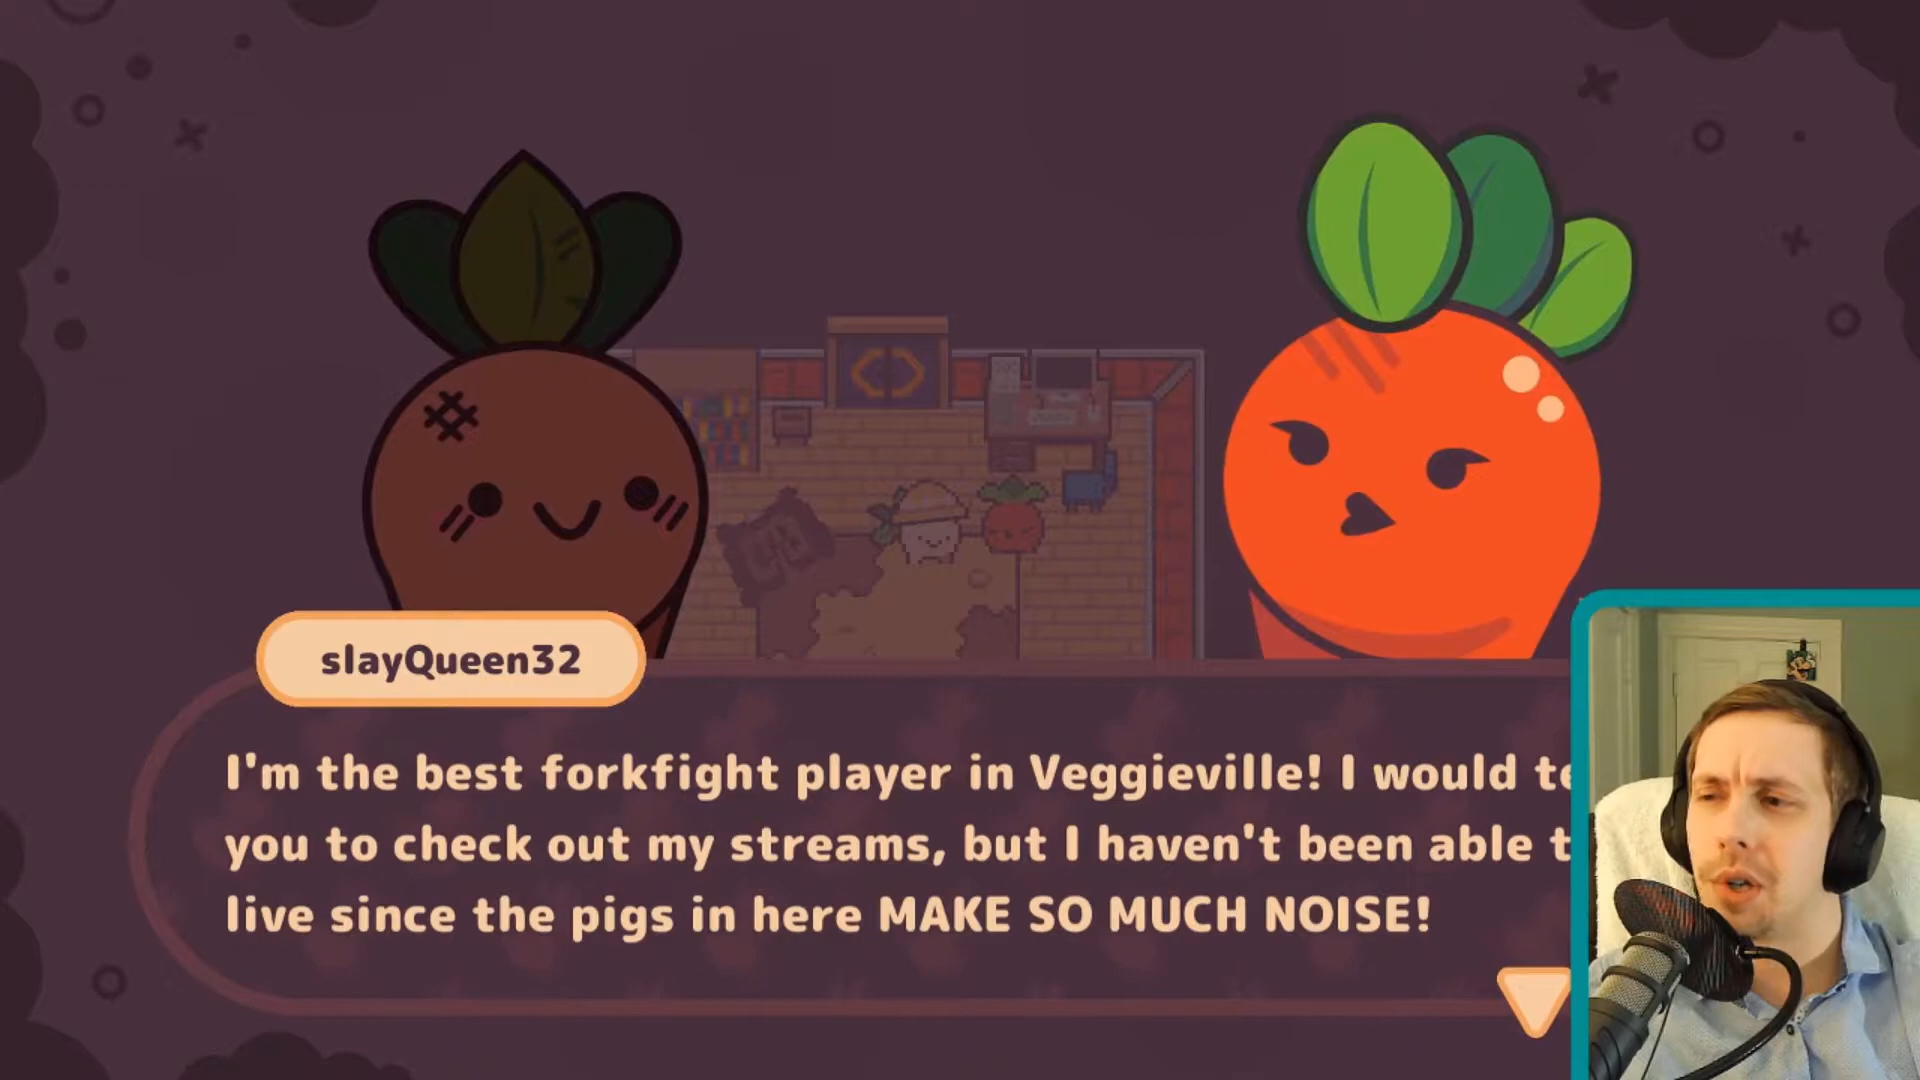 slayQueen32
I'm the best forkfight player in Veggieville! I would
you to check out my streams, but I haven't been able
live since the pigs in here MAKE SO MUCH NOISE!